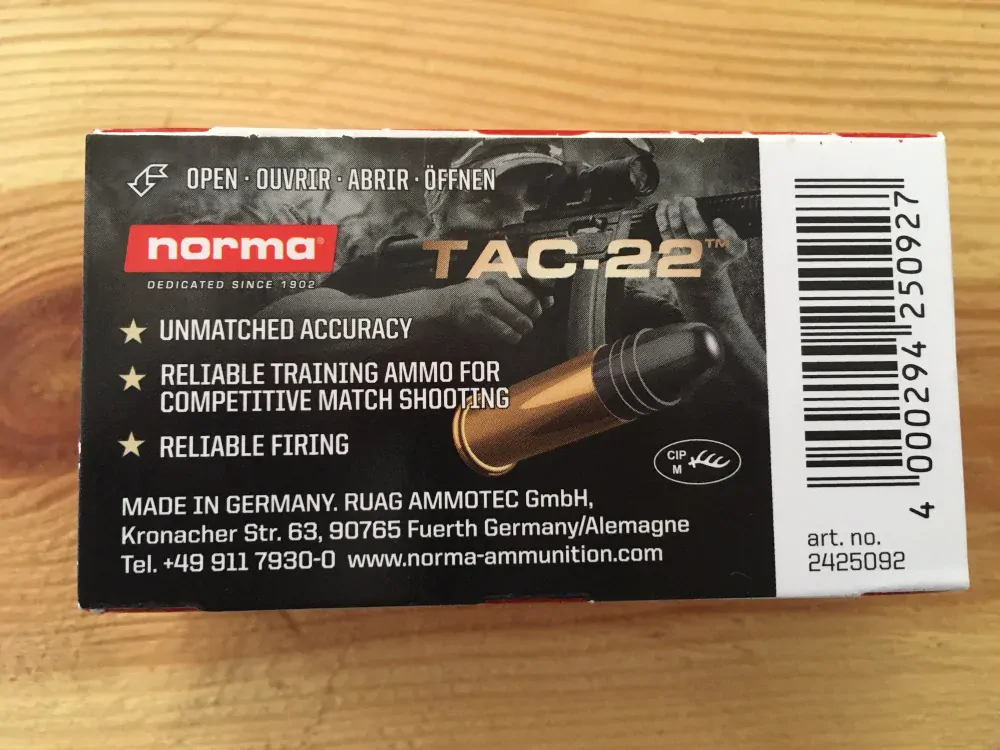 OPEN · OUVRIR · ABRIR · ÖFFNEN
norma®
DEDICATED SINCE 1902
TAC-22™
UNMATCHED ACCURACY
RELIABLE TRAINING AMMO FOR
COMPETITIVE MATCH SHOOTING
RELIABLE FIRING
CIP
M
MADE IN GERMANY. RUAG AMMOTEC GmbH,
Kronacher Str. 63, 90765 Fuerth Germany/Alemagne
Tel. +49 911 7930-0 www.norma-ammunition.com
4 000294 250927
art. no.
2425092